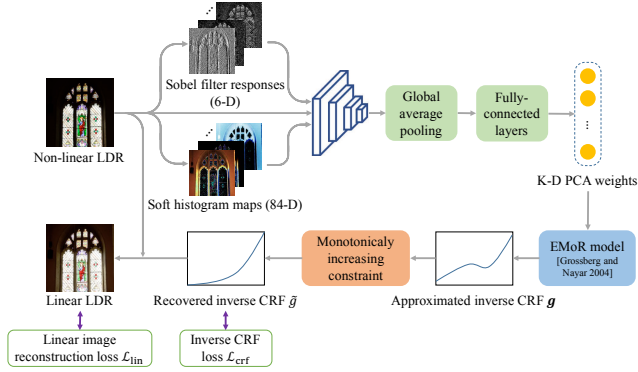 Sobel filter responses
(6-D)
Non-linear LDR
Soft histogram maps (84-D)
Global
average
pooling
Fully-
connected
layers
K-D PCA weights
EMoR model
[Grossberg and
Nayar 2004]
Approximated inverse CRF g
Monotonicaly
increasing
constraint
Recovered inverse CRF g̃
Linear LDR
Linear image
reconstruction loss ℒlin
Inverse CRF
loss ℒcrf